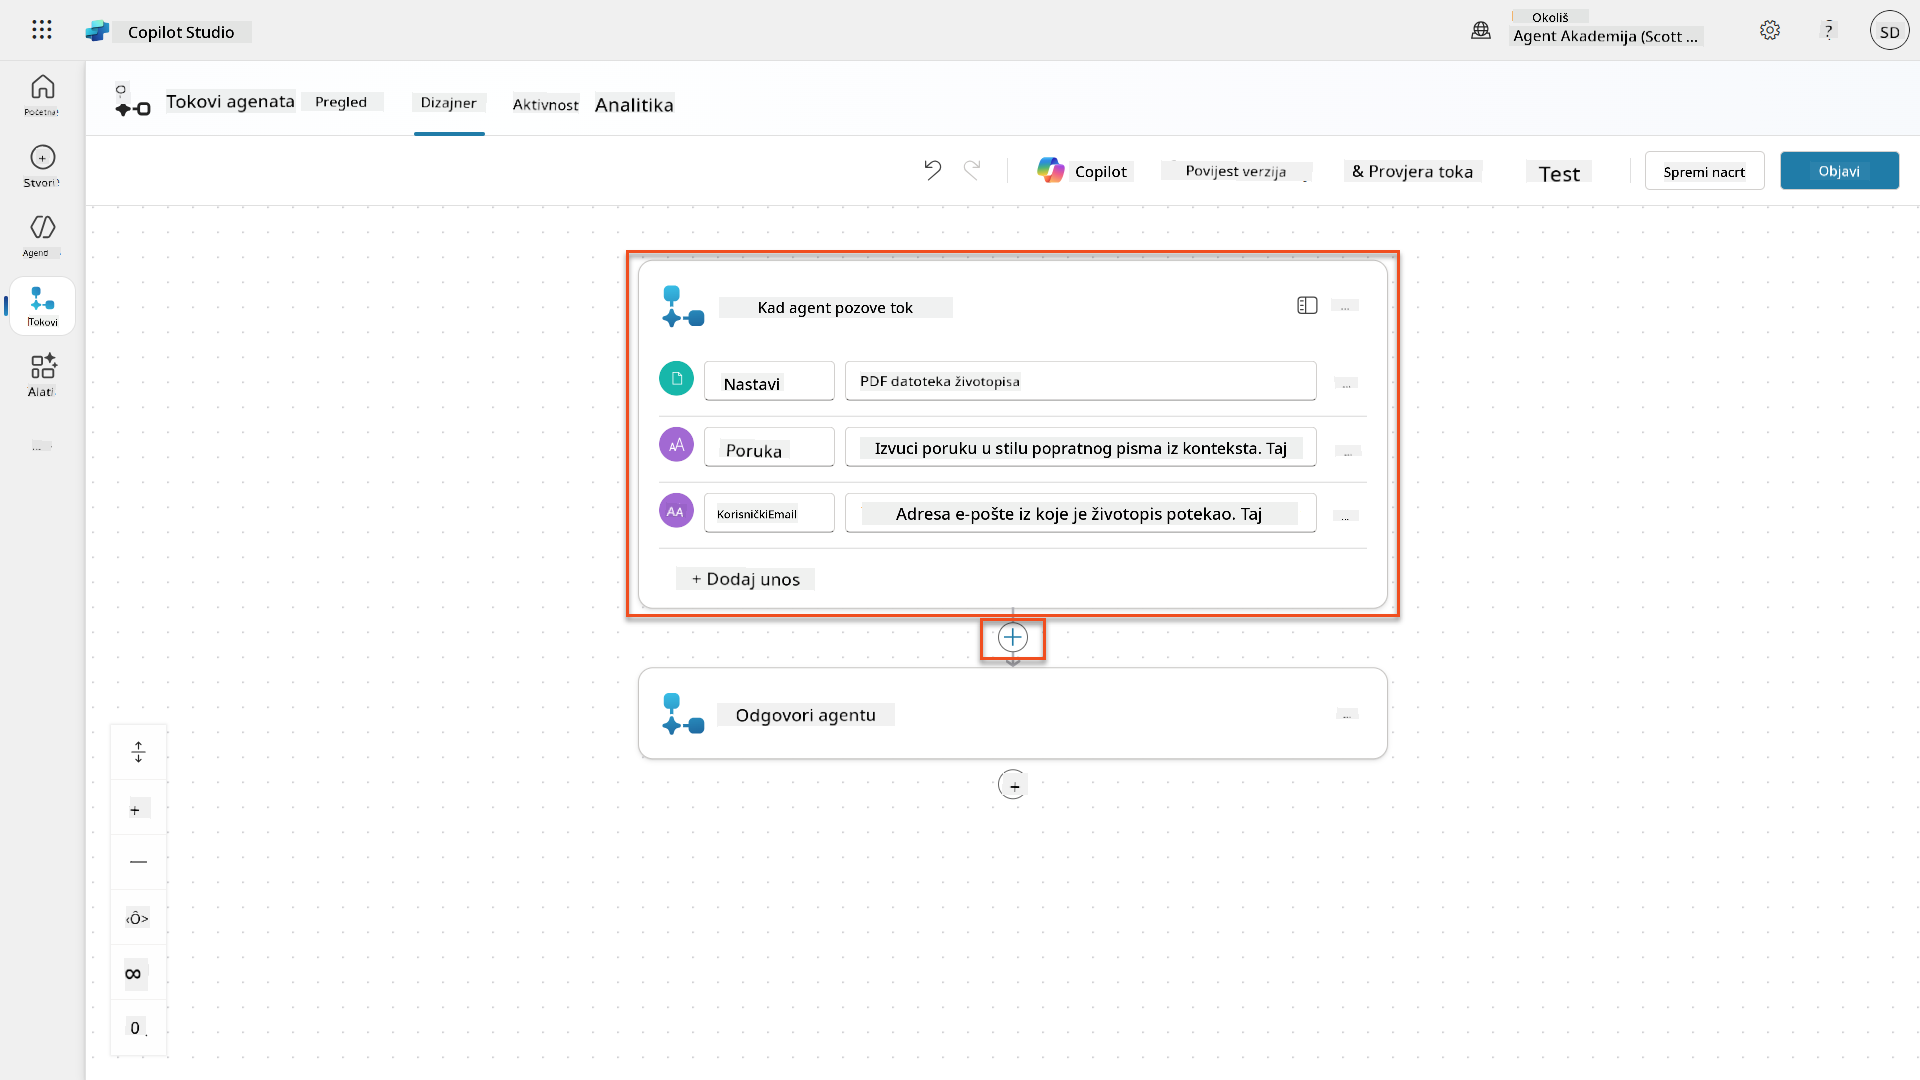 Copilot Studio
Okoliš
Agent Akademija (Scott ...
?
SD
Početna
Stvori
Agenti
Tokovi
Alati
...
Tokovi agenata
Pregled
Dizajner
Aktivnost
Analitika
Copilot
Povijest verzija
& Provjera toka
Test
Spremi nacrt
Objavi
Kad agent pozove tok
...
Nastavi
PDF datoteka životopisa
...
AA
Poruka
Izvuci poruku u stilu popratnog pisma iz konteksta. Taj
...
AA
KorisničkiEmail
Adresa e-pošte iz koje je životopis potekao. Taj
...
+ Dodaj unos
Odgovori agentu
...
+
+
‹Ô>
∞
0